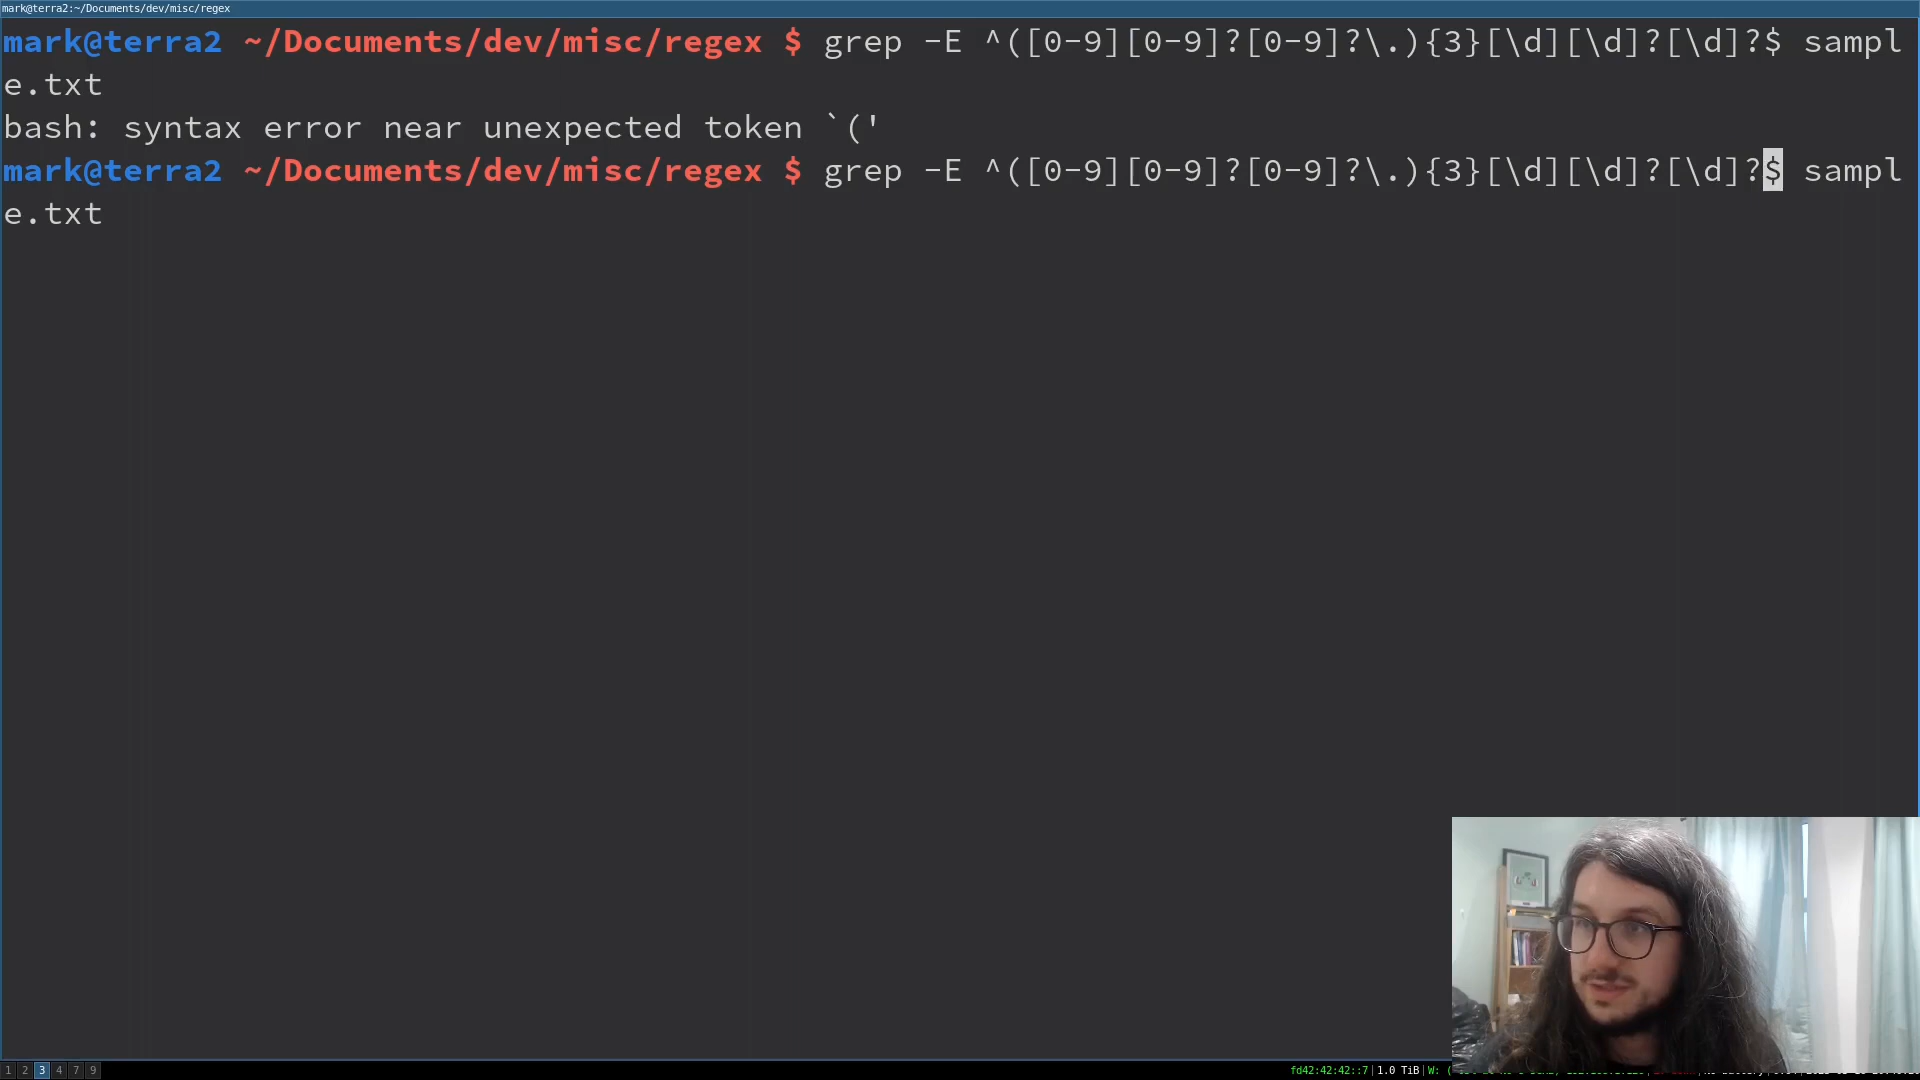 mark@terra2:~/Documents/dev/misc/regex
mark@terra2 ~/Documents/dev/misc/regex $ grep -E ^([0-9][0-9]?[0-9]?\.){3}[\d][\d]?[\d]?$ sampl
e.txt
bash: syntax error near unexpected token `('
mark@terra2 ~/Documents/dev/misc/regex $ grep -E ^([0-9][0-9]?[0-9]?\.){3}[\d][\d]?[\d]?$ sampl
e.txt
1 2 3 4 7 9
fd42:42:42::7|1.0 TiB|W: (